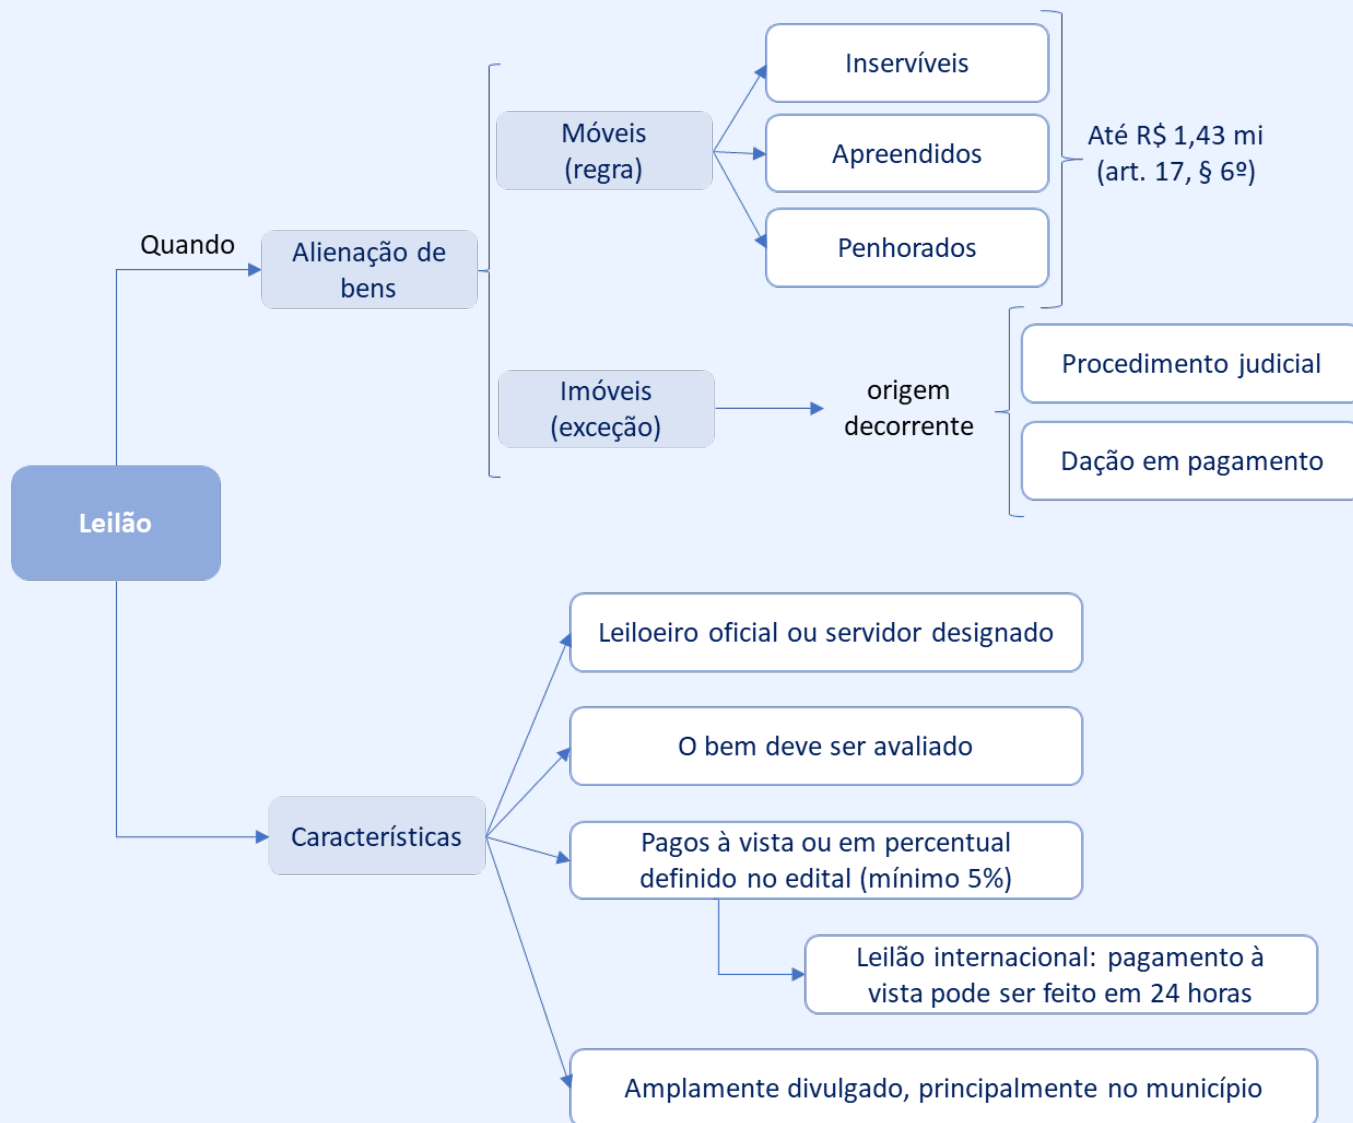 Leilão
Quando
Alienação de
bens
Móveis
(regra)
Inservíveis
Apreendidos
Penhorados
Até R$ 1,43 mi
(art. 17, § 6º)
Imóveis
(exceção)
origem
decorrente
Procedimento judicial
Dação em pagamento
Características
Leiloeiro oficial ou servidor designado
O bem deve ser avaliado
Pagos à vista ou em percentual
definido no edital (mínimo 5%)
Leilão internacional: pagamento à
vista pode ser feito em 24 horas
Amplamente divulgado, principalmente no município